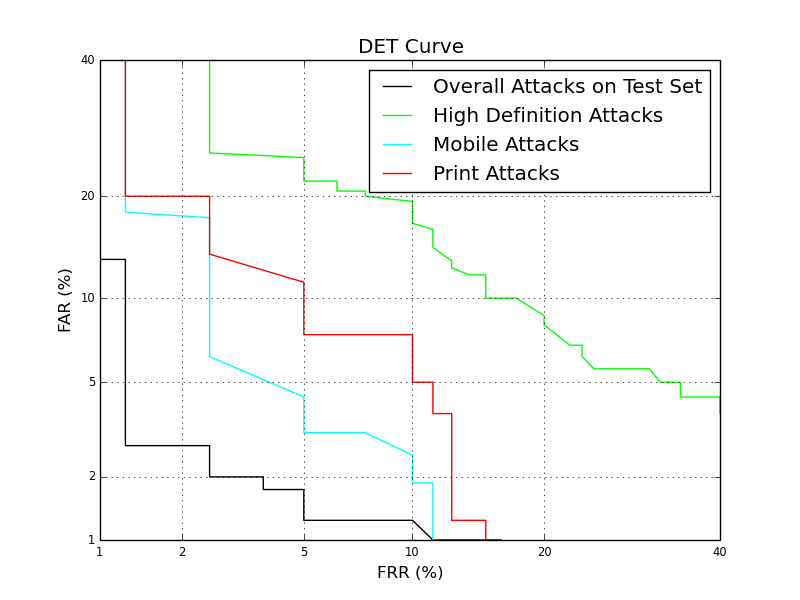 DET Curve
Overall Attacks on Test Set
High Definition Attacks
Mobile Attacks
Print Attacks
FAR (%)
40
20
10
5
2
1
1 2 5 10 20 40
FRR (%)